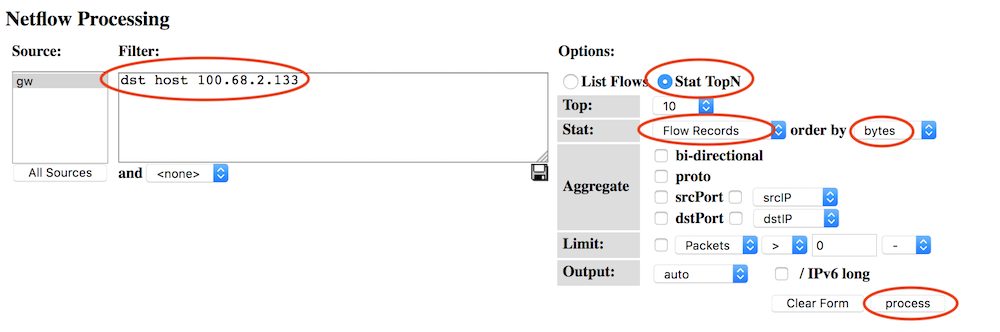 Netflow Processing
Source: Filter: Options:
gw dst host 100.68.2.133
List Flows Stat TopN
Top: 10
Stat: Flow Records order by bytes
All Sources and <none>
Aggregate
bi-directional
proto
srcPort srcIP
dstPort dstIP
Limit: Packets > 0 -
Output: auto / IPv6 long
Clear Form process